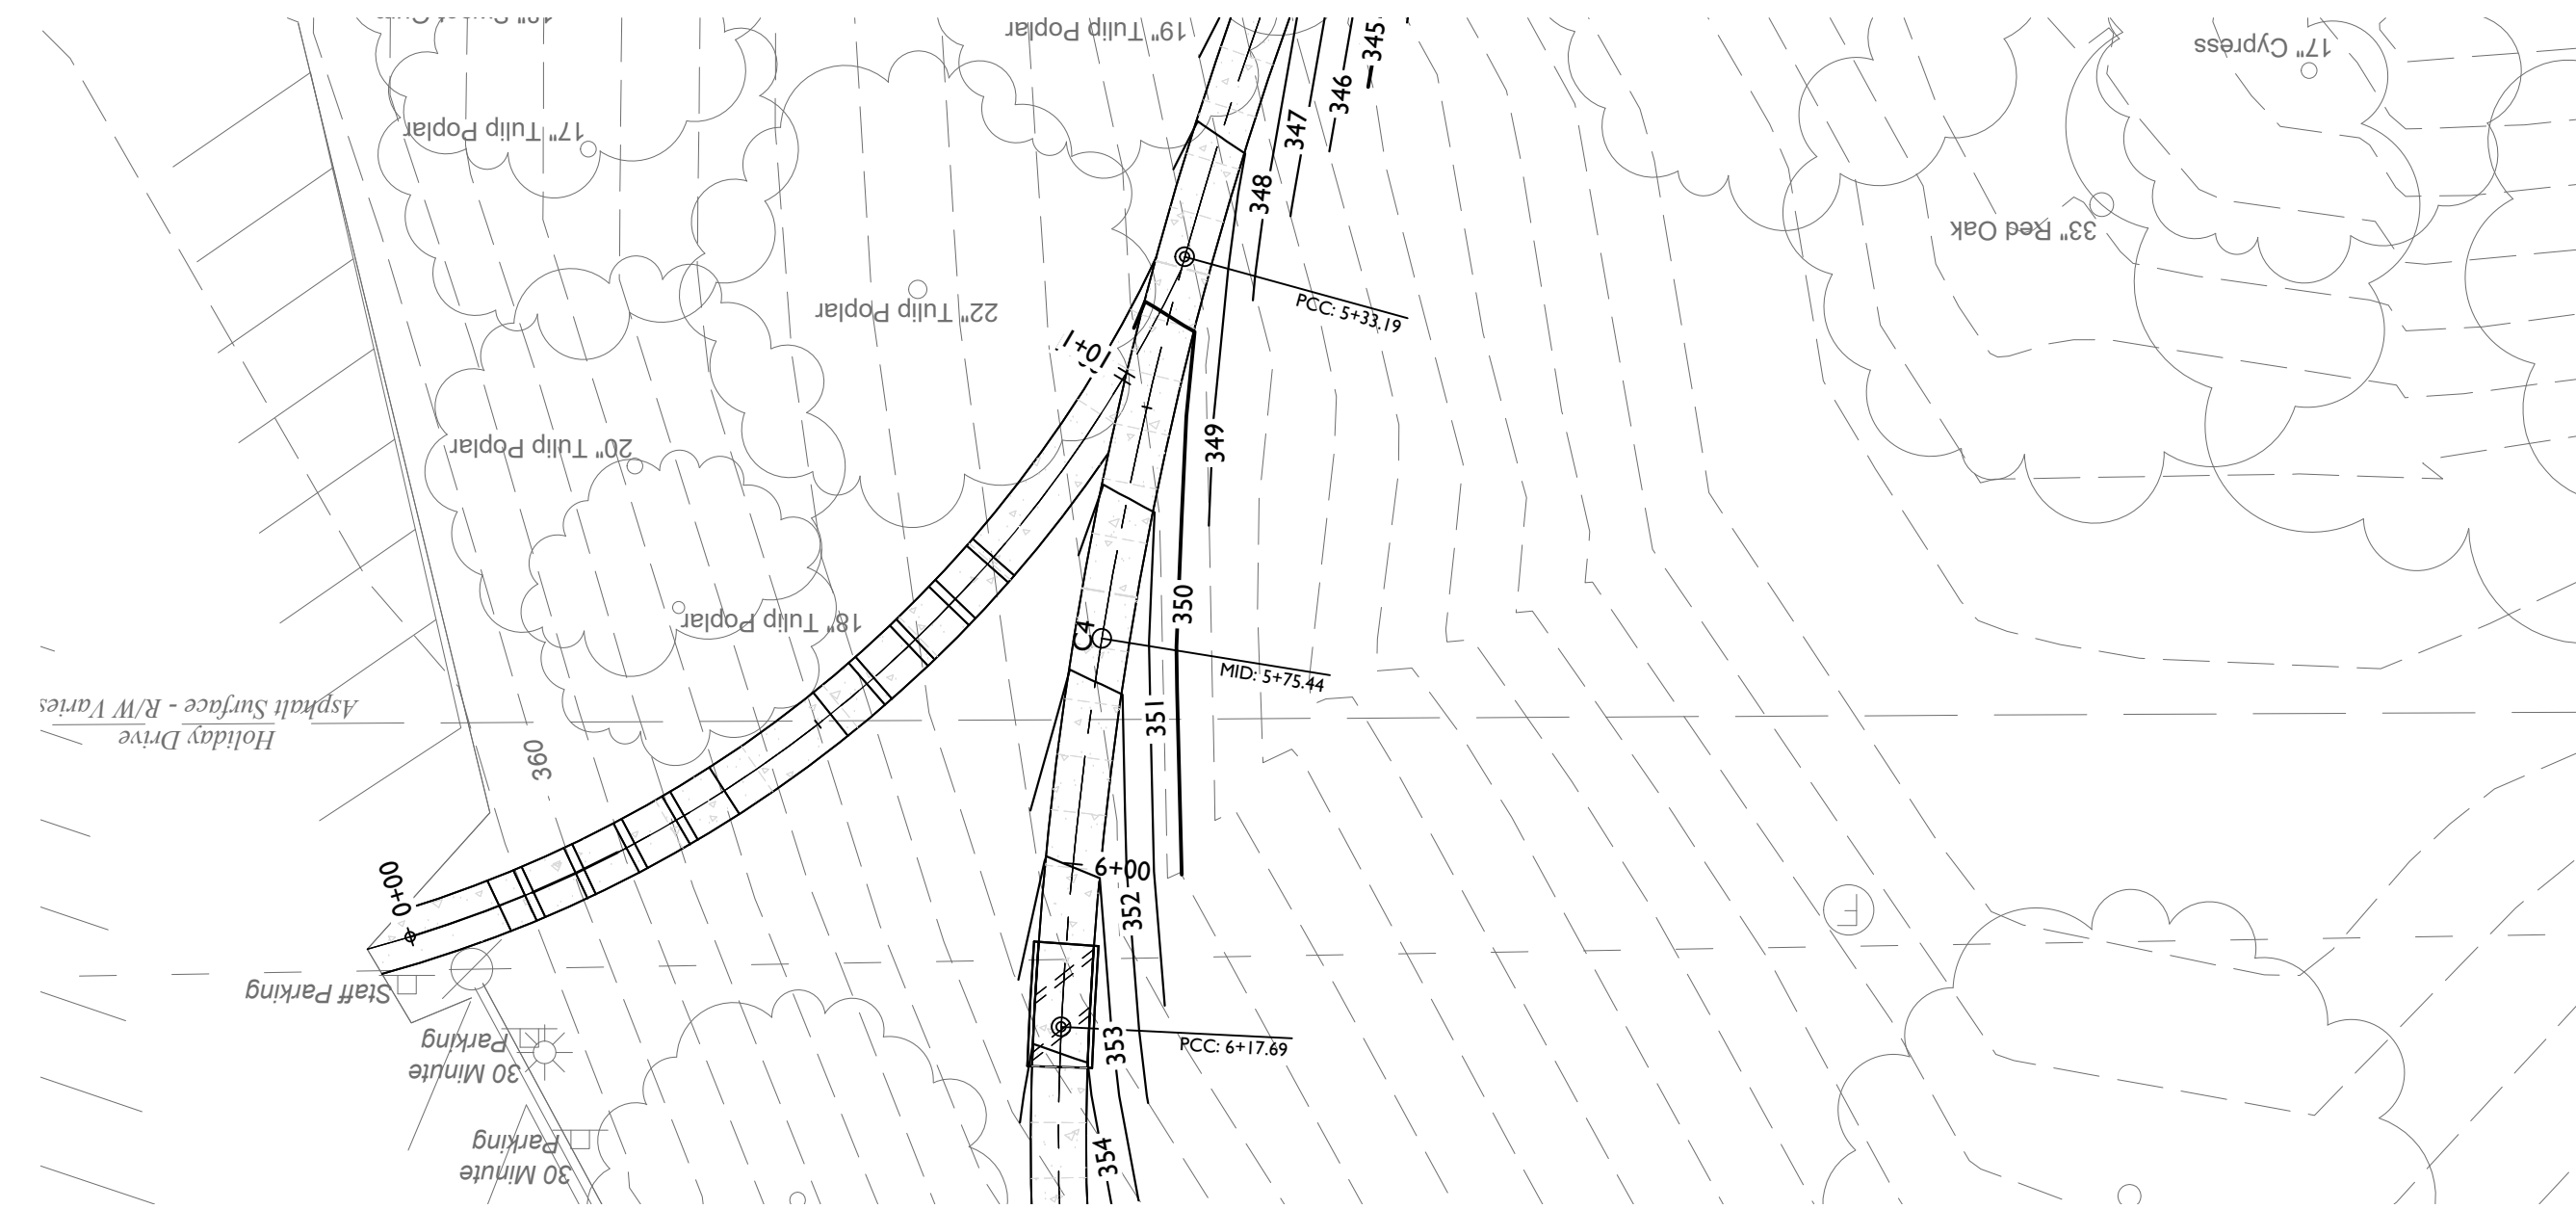 19" Tulip Poplar
345
17" Cypress
346
17" Tulip Poplar
347
348
33" Red Oak
22" Tulip Poplar
PCC: 5+33.19
349
20" Tulip Poplar
350
18" Tulip Poplar
C4
MID: 5+75.44
351
Holiday Drive
Asphalt Surface - R/W Varies
360
0+00
6+00
352
F
Staff Parking
353
PCC: 6+17.69
30 Minute
Parking
354
30 Minute
Parking